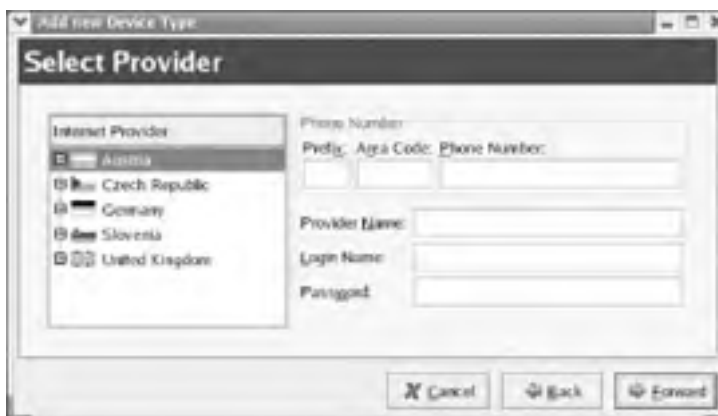 Add new Device Type
Select Provider
Internet Provider
Austria
Czech Republic
Germany
Slovenia
United Kingdom
Phone Number
Prefix: Area Code: Phone Number:
Provider Name:
Login Name:
Password:
Cancel
Back
Forward